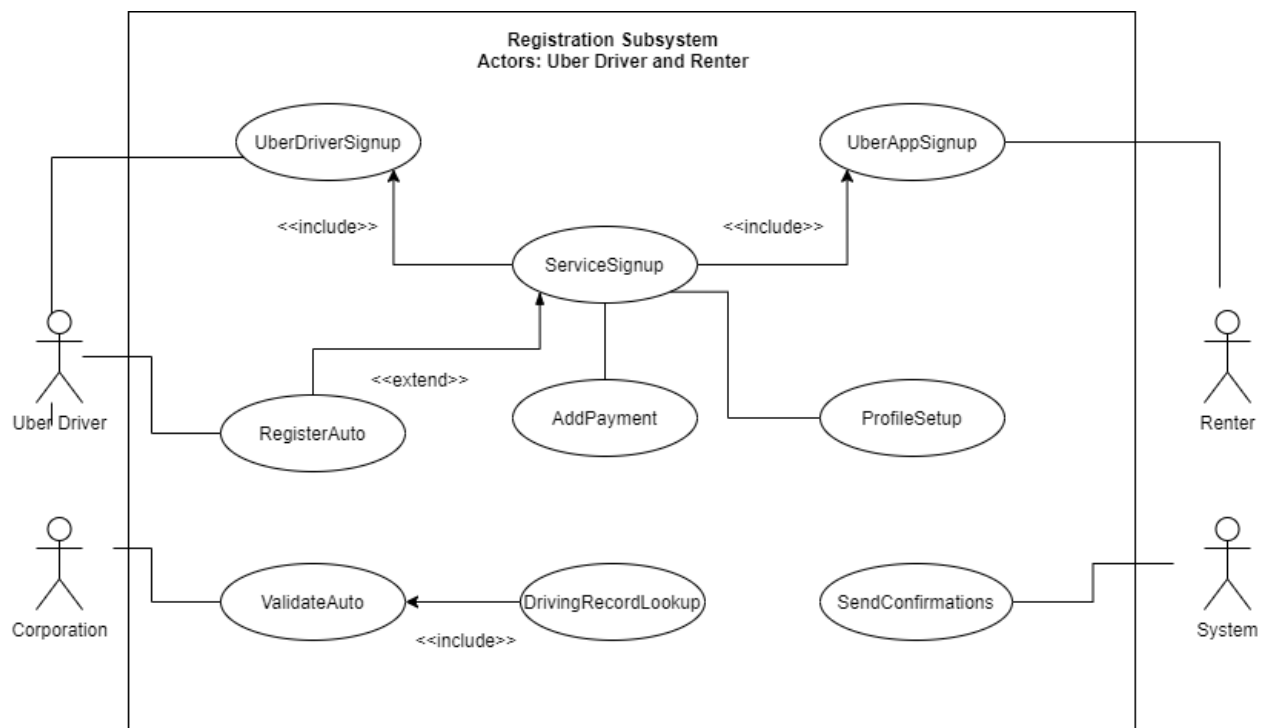 Registration Subsystem
Actors: Uber Driver and Renter
UberDriverSignup
UberAppSignup
<<include>>
<<include>>
ServiceSignup
<<extend>>
Uber Driver
RegisterAuto
AddPayment
ProfileSetup
Renter
Corporation
ValidateAuto
DrivingRecordLookup
SendConfirmations
System
<<include>>